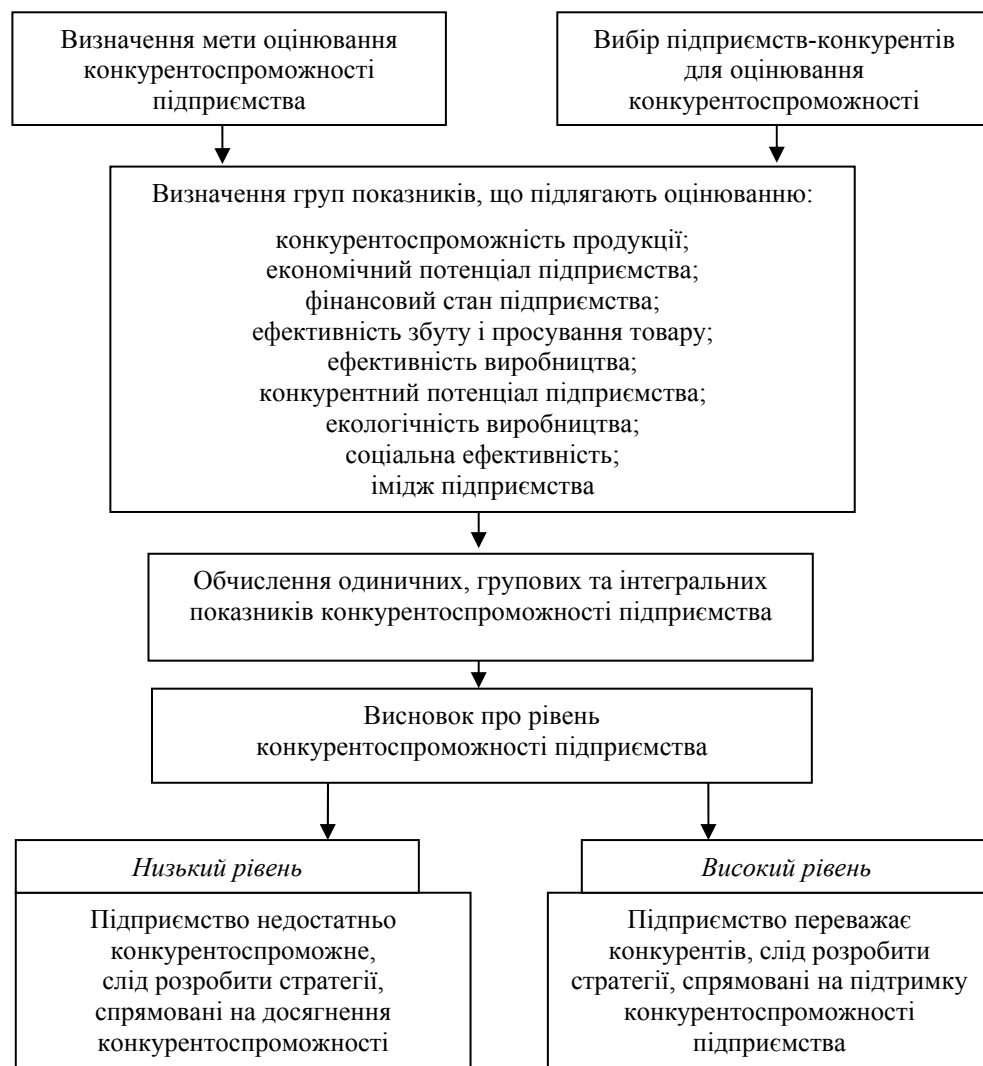 Визначення мети оцінювання
конкурентоспроможності
підприємства
Вибір підприємств-конкурентів
для оцінювання
конкурентоспроможності
Визначення груп показників, що підлягають оцінюванню:
конкурентоспроможність продукції;
економічний потенціал підприємства;
фінансовий стан підприємства;
ефективність збуту і просування товару;
ефективність виробництва;
конкурентний потенціал підприємства;
екологічність виробництва;
соціальна ефективність;
імідж підприємства
Обчислення одиничних, групових та інтегральних
показників конкурентоспроможності підприємства
Висновок про рівень
конкурентоспроможності підприємства
Низький рівень
Підприємство недостатньо
конкурентоспроможне,
слід розробити стратегії,
спрямовані на досягнення
конкурентоспроможності
Високий рівень
Підприємство переважає
конкурентів, слід розробити
стратегії, спрямовані на підтримку
конкурентоспроможності
підприємства